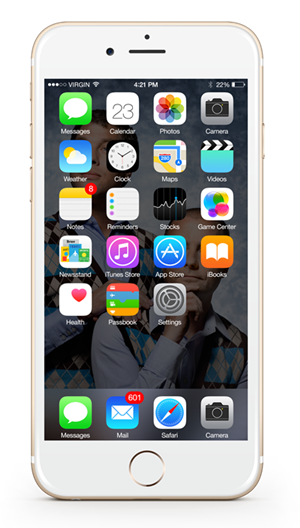 ●●●○○ VIRGIN 4:21 PM 22%
Messages Calendar Photos Camera
23
Weather Clock Maps Videos
280
8
Notes Reminders Stocks Game Center
Newsstand iTunes Store App Store iBooks
Health Passbook Settings
601
Messages Mail Safari Camera